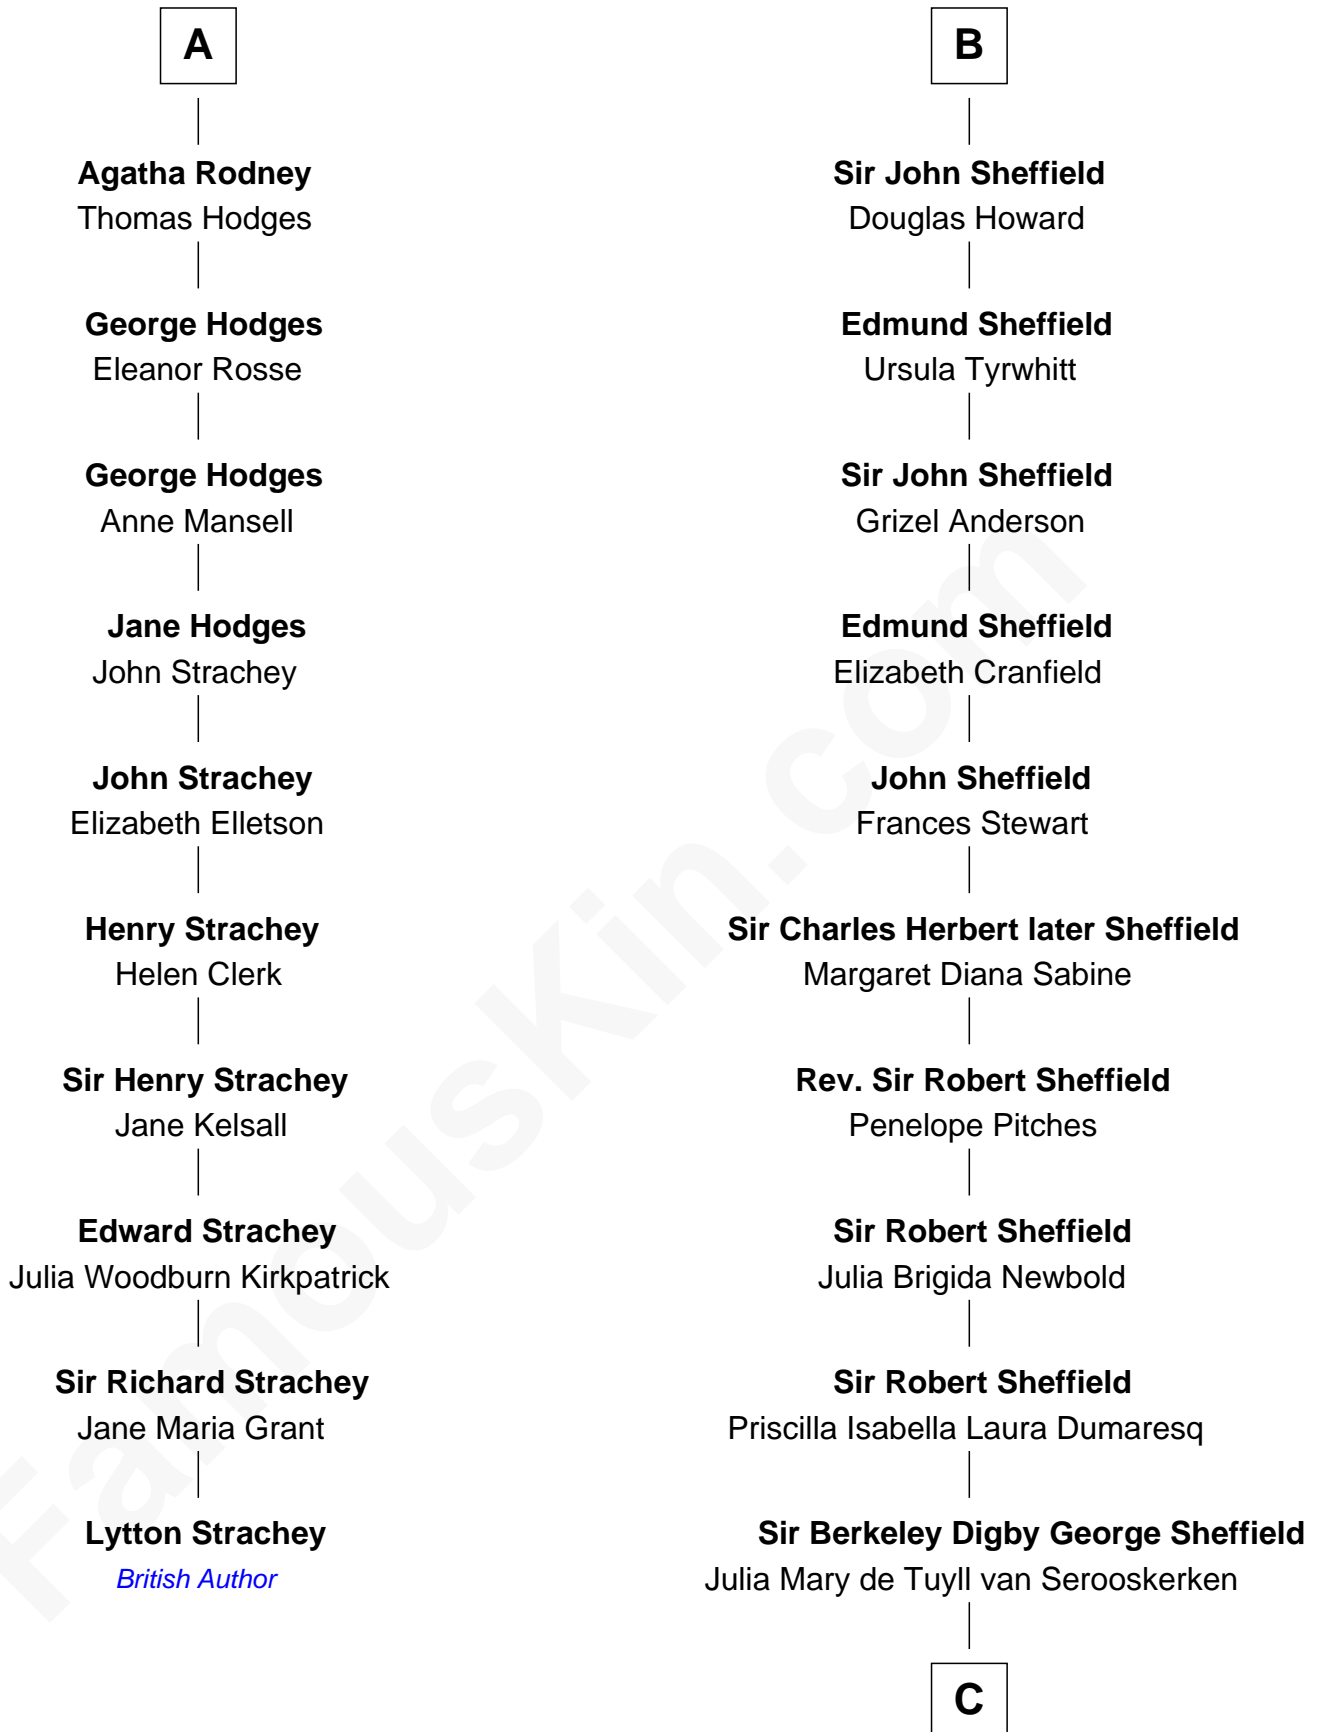 A
Agatha Rodney
Thomas Hodges
George Hodges
Eleanor Rosse
George Hodges
Anne Mansell
Jane Hodges
John Strachey
John Strachey
Elizabeth Elletson
Henry Strachey
Helen Clerk
Sir Henry Strachey
Jane Kelsall
Edward Strachey
Julia Woodburn Kirkpatrick
Sir Richard Strachey
Jane Maria Grant
Lytton Strachey
British Author
B
Sir John Sheffield
Douglas Howard
Edmund Sheffield
Ursula Tyrwhitt
Sir John Sheffield
Grizel Anderson
Edmund Sheffield
Elizabeth Cranfield
John Sheffield
Frances Stewart
Sir Charles Herbert later Sheffield
Margaret Diana Sabine
Rev. Sir Robert Sheffield
Penelope Pitches
Sir Robert Sheffield
Julia Brigida Newbold
Sir Robert Sheffield
Priscilla Isabella Laura Dumaresq
Sir Berkeley Digby George Sheffield
Julia Mary de Tuyll van Serooskerken
C
FamousKin.com